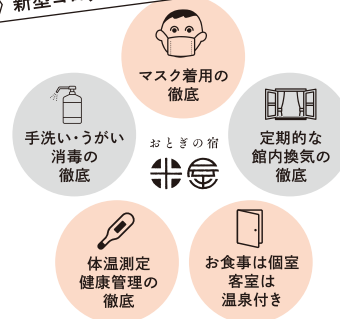 新型コ
マスク着用の
徹底
手洗い・うがい
消毒の
徹底
おとぎの宿
定期的な
館内換気の
徹底
体温測定
健康管理の
徹底
お食事は個室
客室は
温泉付き